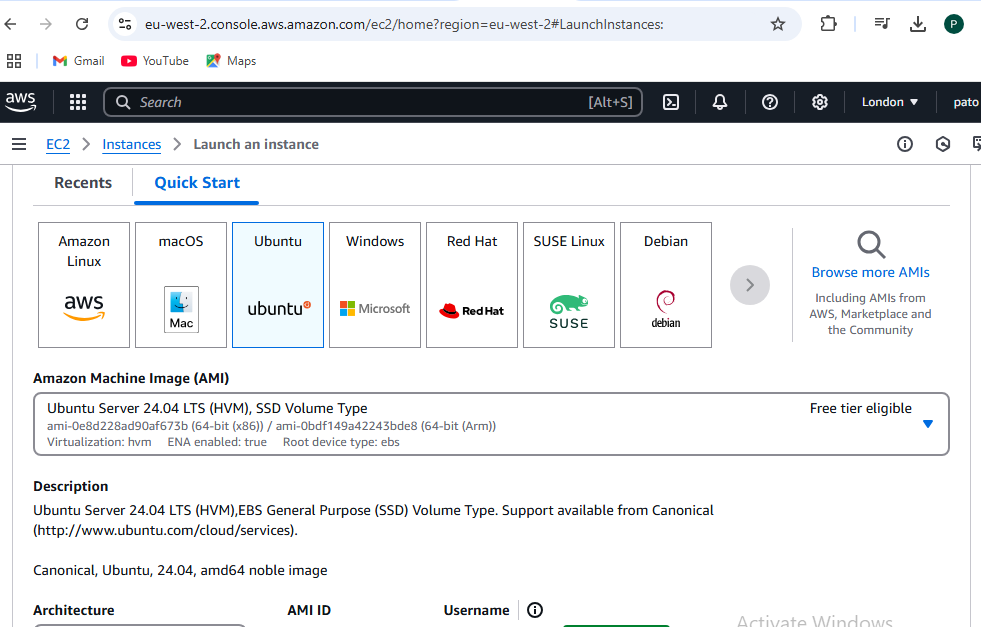 eu-west-2.console.aws.amazon.com/ec2/home?region=eu-west-2#LaunchInstances:
P
Gmail
YouTube
Maps
aws
Search
[Alt+S]
London
pato
EC2
Instances
Launch an instance
Recents
Quick Start
Amazon
Linux
aws
macOS
Mac
Ubuntu
ubuntu
Windows
Microsoft
Red Hat
Red Hat
SUSE Linux
SUSE
Debian
debian
Browse more AMIs
Including AMIs from
AWS, Marketplace and
the Community
Amazon Machine Image (AMI)
Ubuntu Server 24.04 LTS (HVM), SSD Volume Type
Free tier eligible
ami-0e8d228ad90af673b (64-bit (x86)) / ami-0bdf149a42243bde8 (64-bit (Arm))
Virtualization: hvm ENA enabled: true Root device type: ebs
Description
Ubuntu Server 24.04 LTS (HVM),EBS General Purpose (SSD) Volume Type. Support available from Canonical
(http://www.ubuntu.com/cloud/services).
Canonical, Ubuntu, 24.04, amd64 noble image
Architecture
AMI ID
Username
Activate Windows